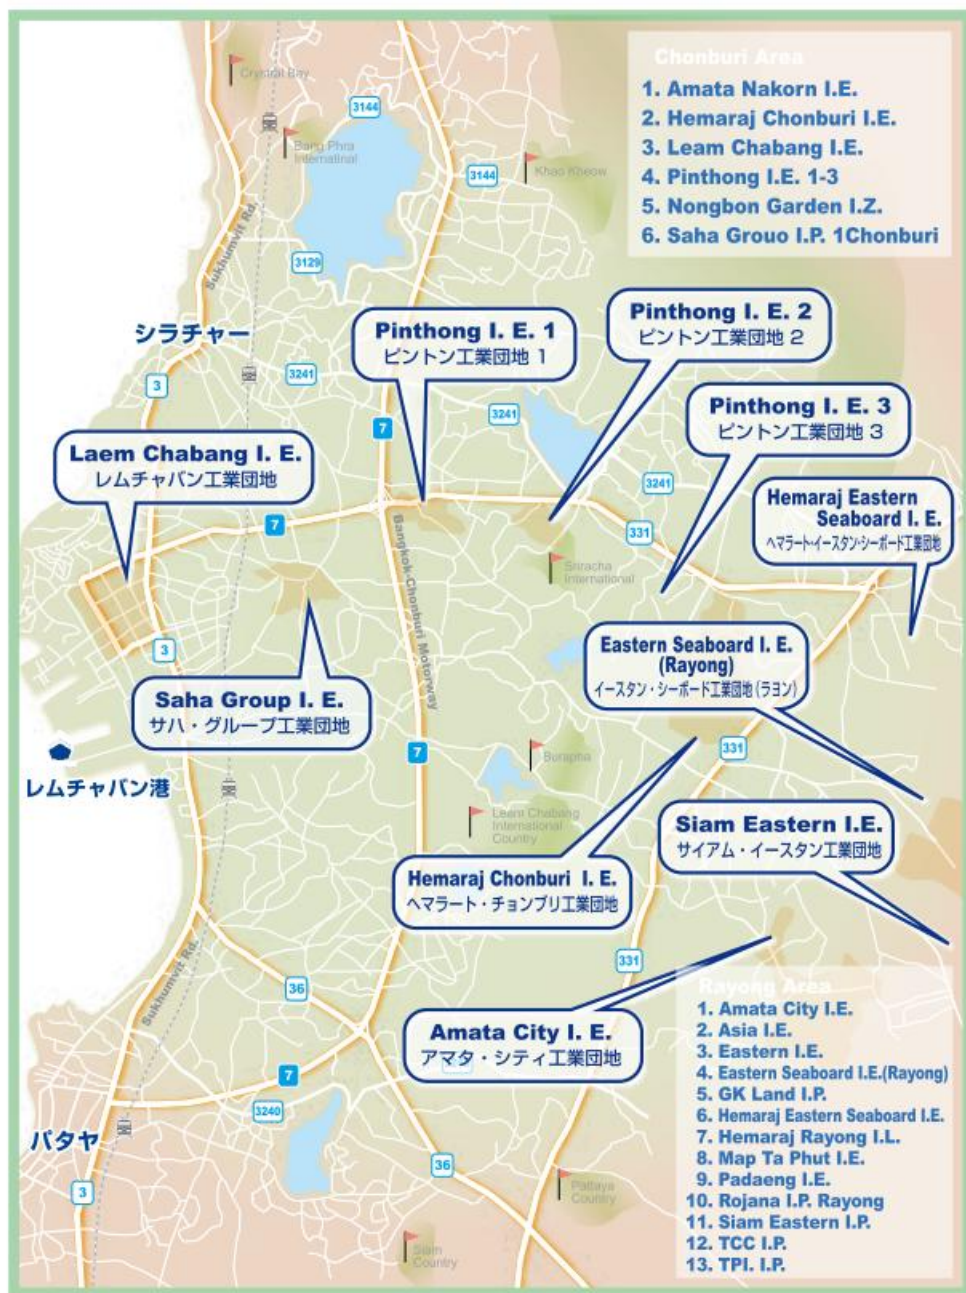 Chonburi Area
1. Amata Nakorn I.E.
2. Hemaraj Chonburi I.E.
3. Leam Chabang I.E.
4. Pinthong I.E. 1-3
5. Nongbon Garden I.Z.
6. Saha Grouo I.P. 1Chonburi
Crystral Bay
3144
Bang Phra
Internatinal
Khao Kheow
3144
Sukhumvit Rd.
3129
シラチャー
Pinthong I. E. 1
ピントン工業団地 1
Pinthong I. E. 2
ピントン工業団地 2
3
3241
3241
7
Pinthong I. E. 3
ピントン工業団地 3
Laem Chabang I. E.
レムチャバン工業団地
3241
Hemaraj Eastern
Seaboard I. E.
ヘマラート・イースタン・シーボード工業団地
7
331
Bangkok-Chonburi Motorway
Sriracha
International
3
Eastern Seaboard I. E.
(Rayong)
イースタン・シーボード工業団地(ラヨン)
Saha Group I. E.
サハ・グループ工業団地
7
331
Burapha
レムチャバン港
Leem Chabang
International
Country
Siam Eastern I.E.
サイアム・イースタン工業団地
Hemaraj Chonburi I. E.
ヘマラート・チョンブリ工業団地
Sukhumvit Rd.
331
36
Amata City I. E.
アマタ・シティ工業団地
7
3240
パタヤ
36
3
Pattaya
Country
Siam
Country
Rayong Area
1. Amata City I.E.
2. Asia I.E.
3. Eastern I.E.
4. Eastern Seaboard I.E.(Rayong)
5. GK Land I.P.
6. Hemaraj Eastern Seaboard I.E.
7. Hemaraj Rayong I.L.
8. Map Ta Phut I.E.
9. Padaeng I.E.
10. Rojana I.P. Rayong
11. Siam Eastern I.P.
12. TCC I.P.
13. TPI. I.P.